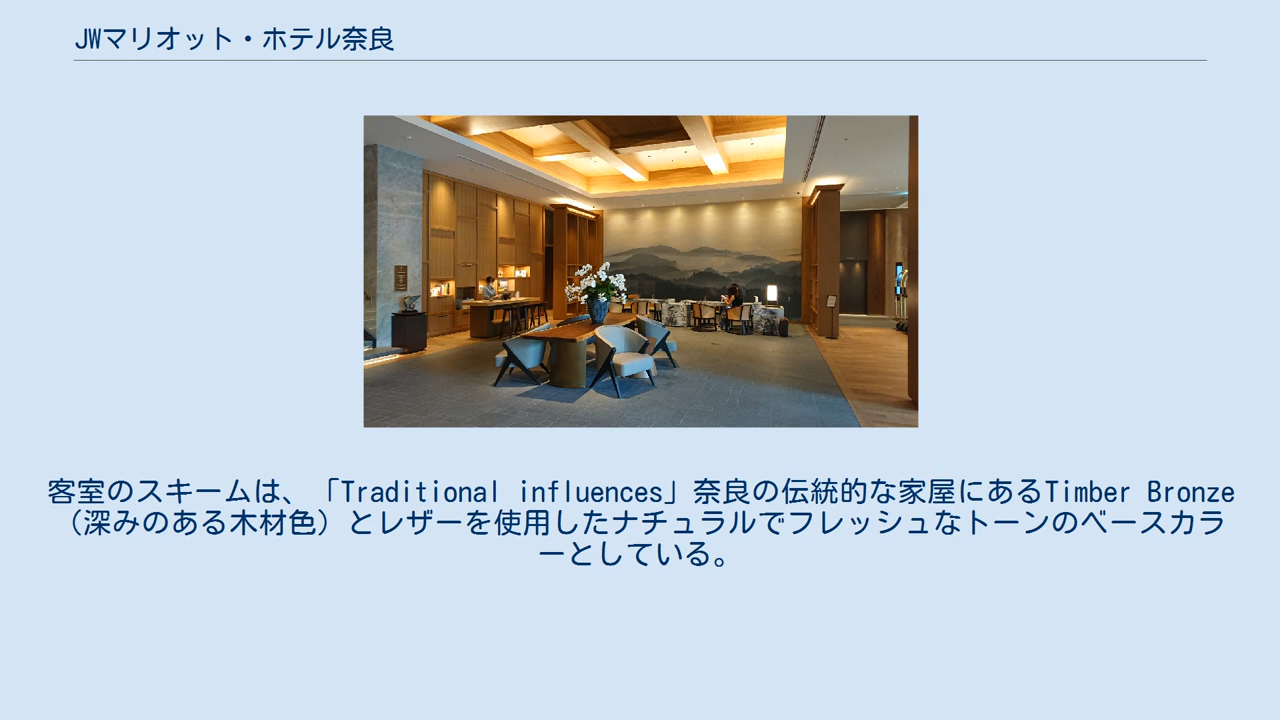 JWマリオット・ホテル奈良
客室のスキームは、「Traditional influences」奈良の伝統的な家屋にあるTimber Bronze
（深みのある木材色）とレザーを使用したナチュラルでフレッシュなトーンのベースカラ
ーとしている。